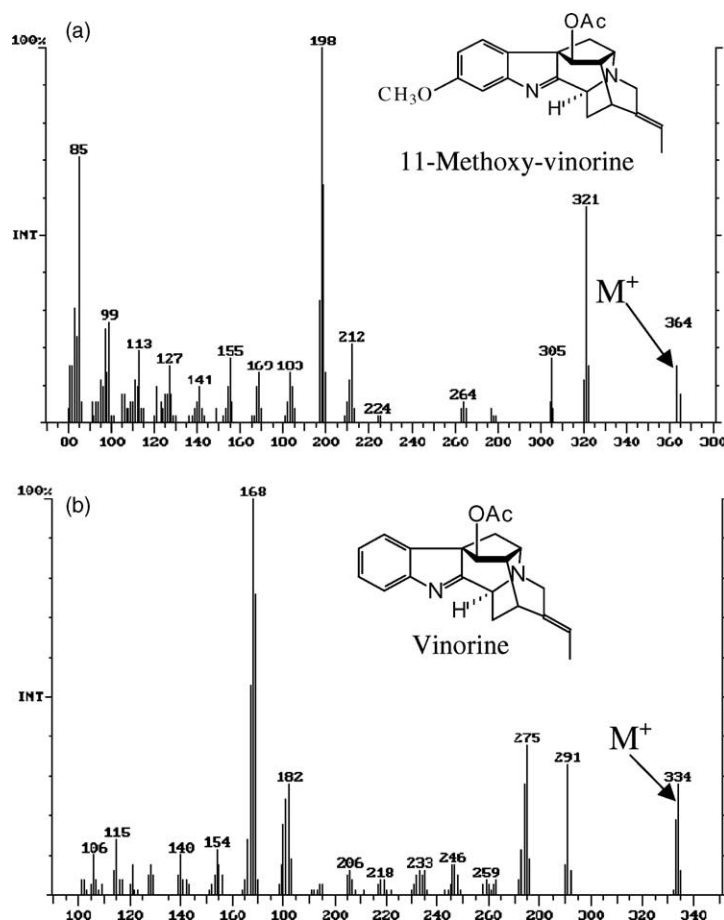 (a)
100%
198
OAc
N
N
CH3O
H
11-Methoxy-vinorine
85
321
INT
M+
364
99
212
113
155
305
127
169
183
141
264
224
80 100 120 140 160 180 200 220 240 260 280 300 320 340 360 380
(b)
100%
168
OAc
N
N
H
Vinorine
INT
M+
275
291
334
182
115
106
140
154
206
218
233
246
259
100 120 140 160 180 200 220 240 260 280 300 320 340